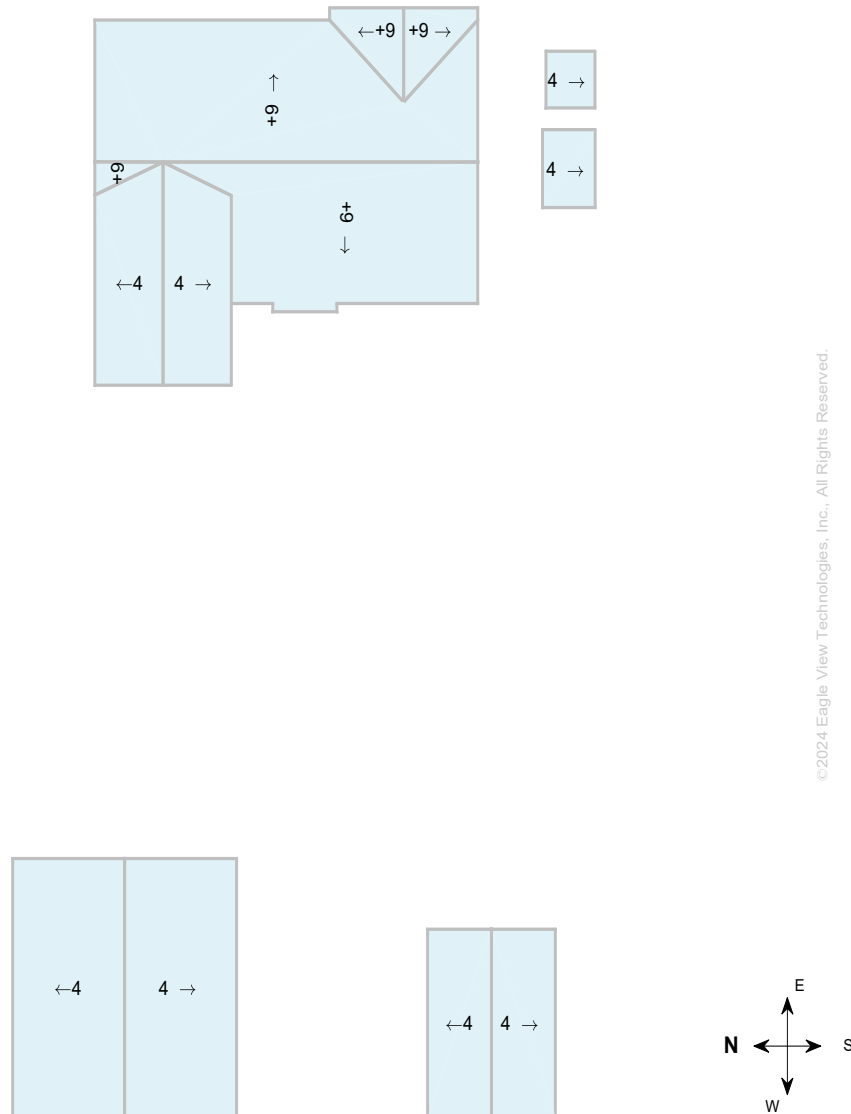 ←+9
+9 →
4 →
+9 →
4 →
+9
+9 →
←4
4 →
©2024 Eagle View Technologies, Inc., All Rights Reserved.
←4
4 →
←4
4 →
E
N
S
W